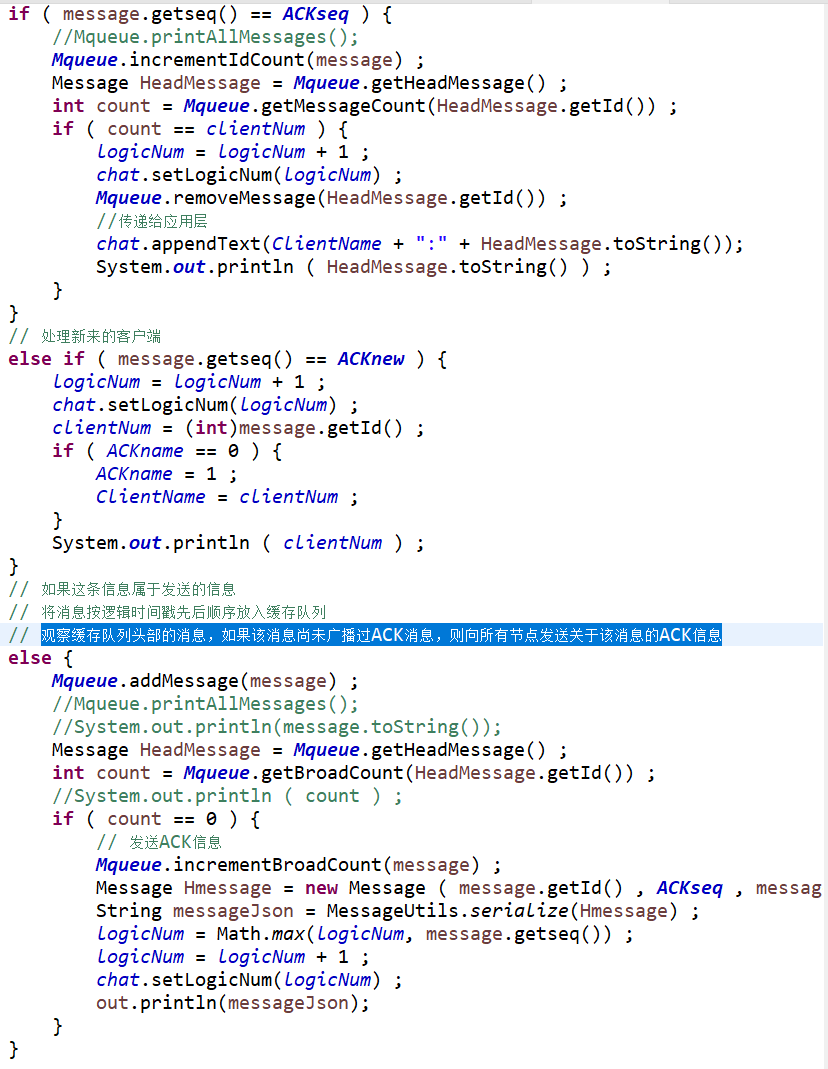 if ( message.getseq() == ACKseq ) {
//Mqueue.printAllMessages();
Mqueue.incrementIdCount(message) ;
Message HeadMessage = Mqueue.getHeadMessage() ;
int count = Mqueue.getMessageCount(HeadMessage.getId()) ;
if ( count == clientNum ) {
logicNum = logicNum + 1 ;
chat.setLogicNum(logicNum) ;
Mqueue.removeMessage(HeadMessage.getId()) ;
//传递给应用层
chat.appendText(ClientName + ":" + HeadMessage.toString());
System.out.println ( HeadMessage.toString() ) ;
}
}
// 处理新来的客户端
else if ( message.getseq() == ACKnew ) {
logicNum = logicNum + 1 ;
chat.setLogicNum(logicNum) ;
clientNum = (int)message.getId() ;
if ( ACKname == 0 ) {
ACKname = 1 ;
ClientName = clientNum ;
}
System.out.println ( clientNum ) ;
}
// 如果这条信息属于发送的信息
// 将消息按逻辑时间戳先后顺序放入缓存队列
// 观察缓存队列头部的消息，如果该消息尚未广播过ACK消息，则向所有节点发送关于该消息的ACK信息
else {
Mqueue.addMessage(message) ;
//Mqueue.printAllMessages();
//System.out.println(message.toString());
Message HeadMessage = Mqueue.getHeadMessage() ;
int count = Mqueue.getBroadCount(HeadMessage.getId()) ;
//System.out.println ( count ) ;
if ( count == 0 ) {
// 发送ACK信息
Mqueue.incrementBroadCount(message) ;
Message Hmessage = new Message ( message.getId() , ACKseq , messag
String messageJson = MessageUtils.serialize(Hmessage) ;
logicNum = Math.max(logicNum, message.getseq()) ;
logicNum = logicNum + 1 ;
chat.setLogicNum(logicNum) ;
out.println(messageJson);
}
}